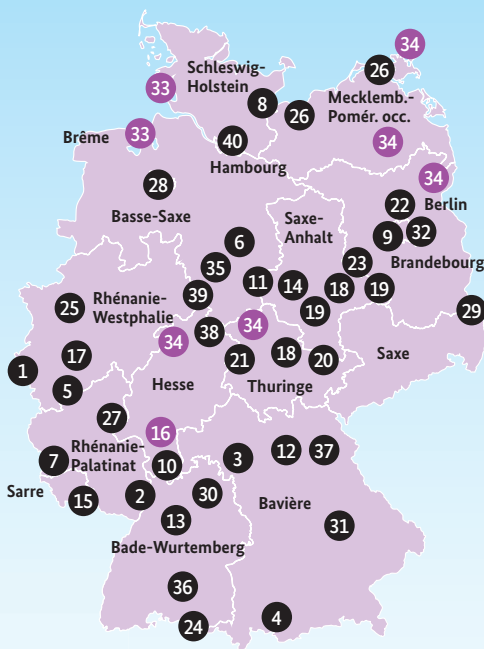 34
Schleswig-
Holstein
33
8
26
26
Mecklemb.-
Pomér. occ.
Brême
33
40
34
Hambourg
34
28
Basse-Saxe
Saxe-
Anhalt
22
Berlin
9
32
6
Brandebourg
35
11
14
23
18
19
39
19
29
25
Rhénanie-
Westphalie
34
38
34
Saxe
1
17
21
18
20
5
Hesse
Thuringe
27
16
7
Rhénanie-
Palatinat
10
3
12
37
Sarre
15
2
30
Bavière
13
31
Bade-Wurtemberg
36
24
4